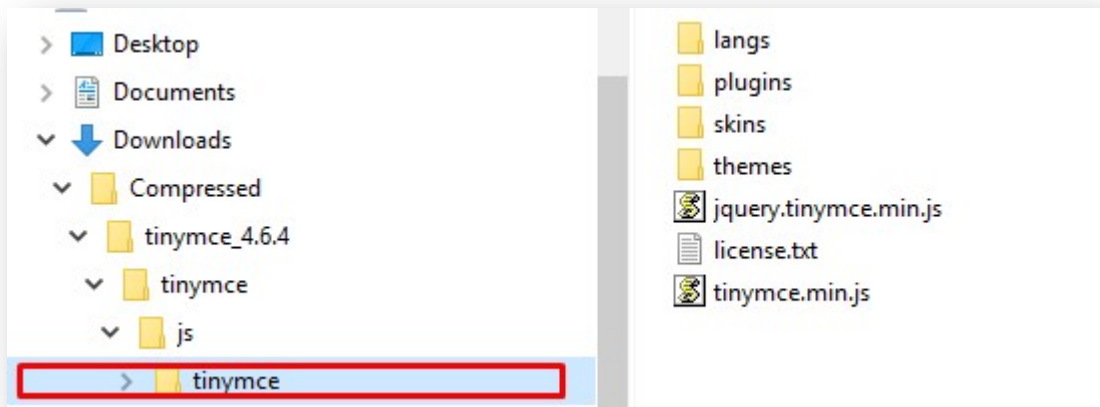 Desktop
Documents
Downloads
Compressed
tinymce_4.6.4
tinymce
js
tinymce
langs
plugins
skins
themes
jquery.tinymce.min.js
license.txt
tinymce.min.js